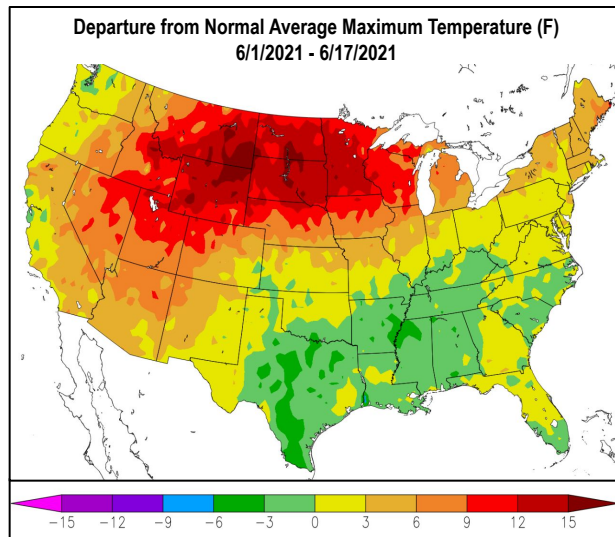 Departure from Normal Average Maximum Temperature (F)
6/1/2021 - 6/17/2021
-15 -12 -9 -6 -3 0 3 6 9 12 15